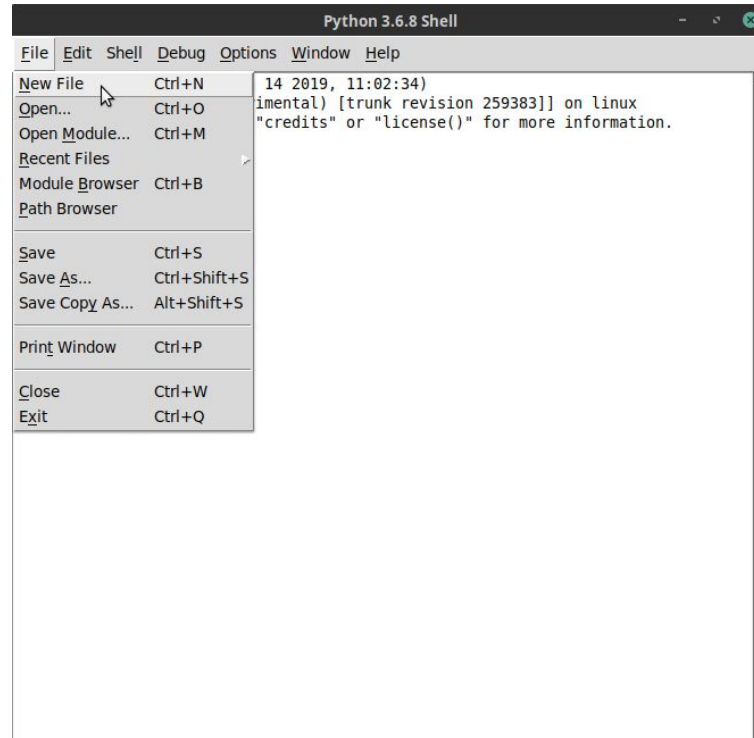 Python 3.6.8 Shell
File Edit Shell Debug Options Window Help
New File Ctrl+N
Open... Ctrl+O
Open Module... Ctrl+M
Recent Files
Module Browser Ctrl+B
Path Browser
Save Ctrl+S
Save As... Ctrl+Shift+S
Save Copy As... Alt+Shift+S
Print Window Ctrl+P
Close Ctrl+W
Exit Ctrl+Q
14 2019, 11:02:34)
imental) [trunk revision 259383]] on linux
"credits" or "license()" for more information.